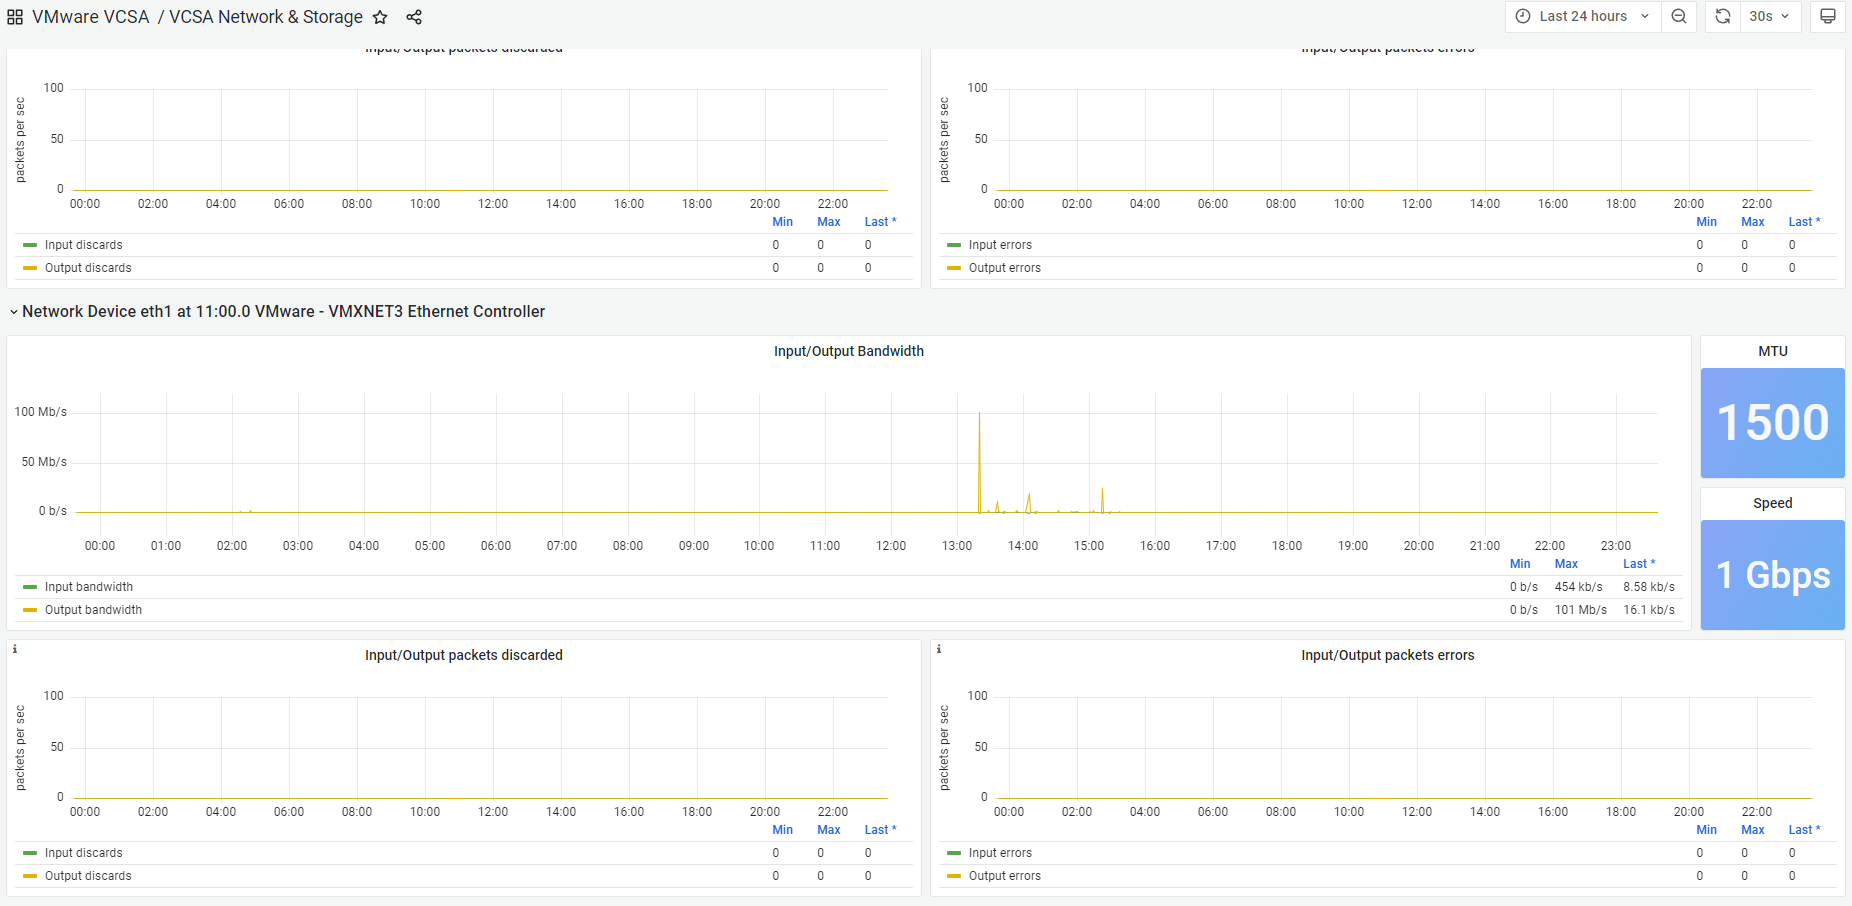 VMware VCSA / VCSA Network & Storage
Last 24 hours
30s
Input/Output packets discarded
packets per sec
100
50
0
00:00 02:00 04:00 06:00 08:00 10:00 12:00 14:00 16:00 18:00 20:00 22:00
Min Max Last *
Input discards 0 0 0
Output discards 0 0 0
Input/Output packets errors
packets per sec
100
50
0
00:00 02:00 04:00 06:00 08:00 10:00 12:00 14:00 16:00 18:00 20:00 22:00
Min Max Last *
Input errors 0 0 0
Output errors 0 0 0
Network Device eth1 at 11:00.0 VMware - VMXNET3 Ethernet Controller
Input/Output Bandwidth
100 Mb/s
50 Mb/s
0 b/s
00:00 01:00 02:00 03:00 04:00 05:00 06:00 07:00 08:00 09:00 10:00 11:00 12:00 13:00 14:00 15:00 16:00 17:00 18:00 19:00 20:00 21:00 22:00 23:00
Min Max Last *
Input bandwidth 0 b/s 454 kb/s 8.58 kb/s
Output bandwidth 0 b/s 101 Mb/s 16.1 kb/s
MTU
1500
Speed
1 Gbps
Input/Output packets discarded
packets per sec
100
50
0
00:00 02:00 04:00 06:00 08:00 10:00 12:00 14:00 16:00 18:00 20:00 22:00
Min Max Last *
Input discards 0 0 0
Output discards 0 0 0
Input/Output packets errors
packets per sec
100
50
0
00:00 02:00 04:00 06:00 08:00 10:00 12:00 14:00 16:00 18:00 20:00 22:00
Min Max Last *
Input errors 0 0 0
Output errors 0 0 0